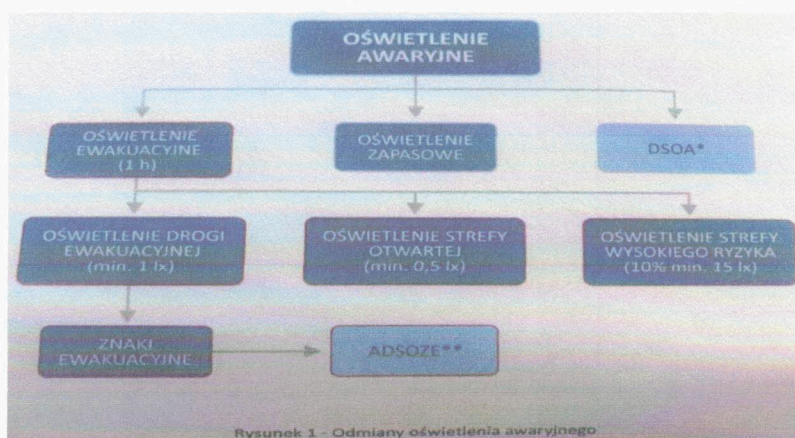 OŚWIETLENIE
AWARYJNE
OŚWIETLENIE
EWAKUACYJNE
(1 h)
OŚWIETLENIE
ZAPASOWE
DSOA*
OŚWIETLENIE DROGI
EWAKUACYJNEJ
(min. 1 lx)
OŚWIETLENIE STREFY
OTWARTEJ
(min. 0,5 lx)
OŚWIETLENIE STREFY
WYSOKIEGO RYZYKA
(10% min. 15 lx)
ZNAKI
EWAKUACYJNE
ADSOZE**
Rysunek 1 - Odmiany oświetlenia awaryjnego